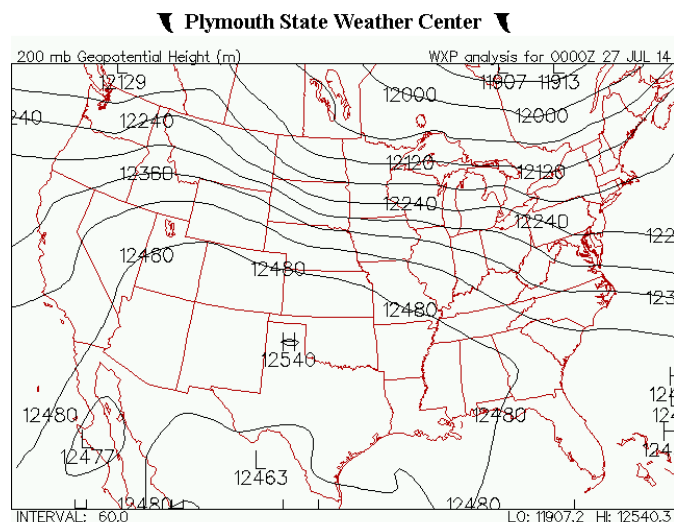 Plymouth State Weather Center
200 mb Geopotential Height (m) WXP analysis for 0000Z 27 JUL 14
12129 11907 11913
12000
12240 12000
12120 12120
12360
12240 12240
12480 12480
12480
12540
12480 12480
12477 12463
12480 12480
INTERVAL: 60.0 LO: 11907.2 HI: 12540.3